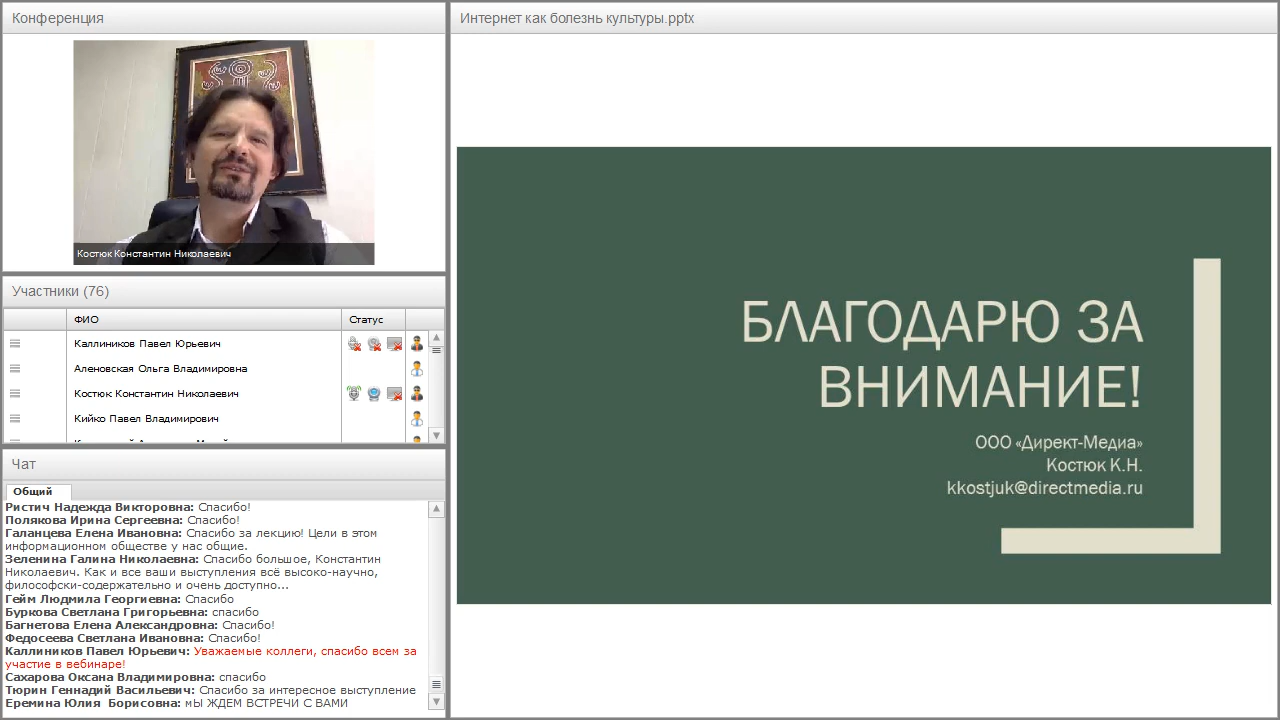 Конференция
Костюк Константин Николаевич
Участники (76)
ФИО
Статус
Каллиников Павел Юрьевич
Аленовская Ольга Владимировна
Костюк Константин Николаевич
Кийко Павел Владимирович
Чат
Общий
Ристич Надежда Викторовна: Спасибо!
Полякова Ирина Сергеевна: Спасибо!
Галанцева Елена Ивановна: Спасибо за лекцию! Цели в этом
информационном обществе у нас общие.
Зеленина Галина Николаевна: Спасибо большое, Константин
Николаевич. Как и все ваши выступления всё высоко-научно,
философски-содержательно и очень доступно...
Гейм Людмила Георгиевна: Спасибо
Буркова Светлана Григорьевна: спасибо
Багнетова Елена Александровна: Спасибо!
Федосеева Светлана Ивановна: Спасибо!
Каллиников Павел Юрьевич: Уважаемые коллеги, спасибо всем за
участие в вебинаре!
Сахарова Оксана Владимировна: спасибо
Тюрин Геннадий Васильевич: Спасибо за интересное выступление
Еремина Юлия Борисовна: мЫ ЖДЕМ ВСТРЕЧИ С ВАМИ
Интернет как болезнь культуры.pptx
БЛАГОДАРЮ ЗА
ВНИМАНИЕ!
ООО «Директ-Медиа»
Костюк К.Н.
kkostjuk@directmedia.ru